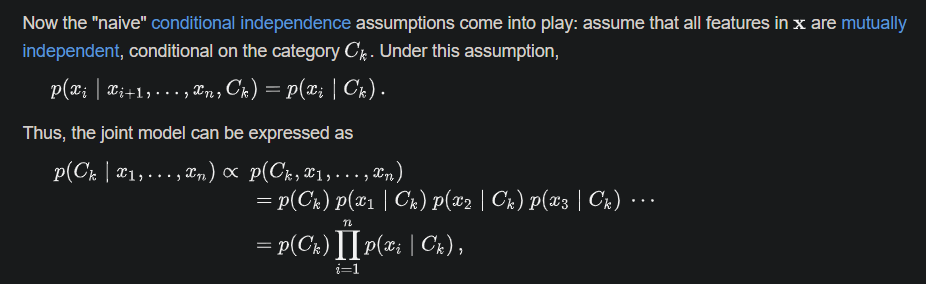 Now the "naive" conditional independence assumptions come into play: assume that all features in x are mutually
independent, conditional on the category Cₖ. Under this assumption,
p(xᵢ | xᵢ₊₁, . . . , xₙ, Cₖ) = p(xᵢ | Cₖ) .
Thus, the joint model can be expressed as
p(Cₖ | x₁, . . . , xₙ) ∝ p(Cₖ, x₁, . . . , xₙ)
= p(Cₖ) p(x₁ | Cₖ) p(x₂ | Cₖ) p(x₃ | Cₖ) ⋯
= p(Cₖ) ∏ᵢ₌₁ⁿ p(xᵢ | Cₖ) ,